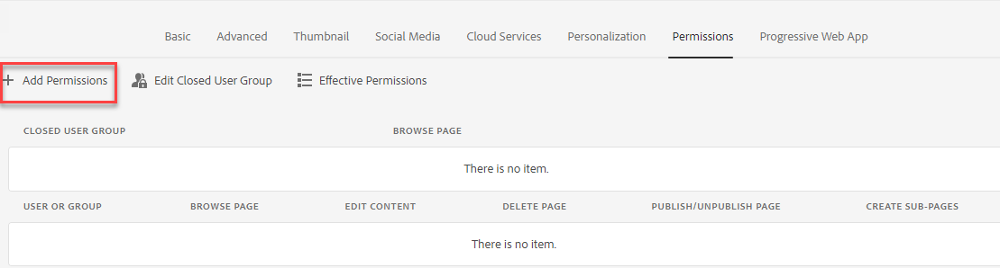 Basic Advanced Thumbnail Social Media Cloud Services Personalization Permissions Progressive Web App
+ Add Permissions Edit Closed User Group Effective Permissions
CLOSED USER GROUP BROWSE PAGE
There is no item.
USER OR GROUP BROWSE PAGE EDIT CONTENT DELETE PAGE PUBLISH/UNPUBLISH PAGE CREATE SUB-PAGES
There is no item.